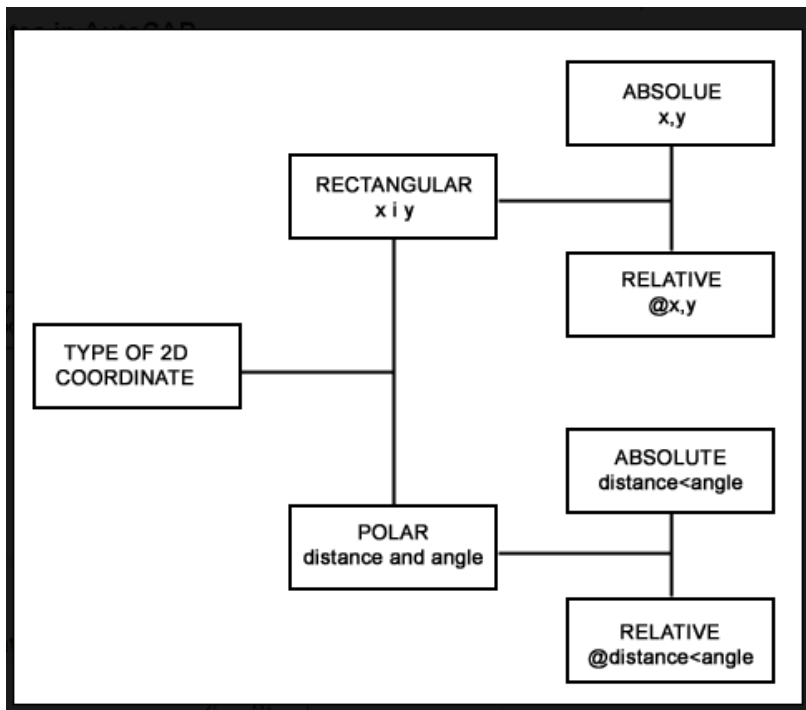 TYPE OF 2D
COORDINATE
RECTANGULAR
x i y
ABSOLUE
x,y
RELATIVE
@x,y
POLAR
distance and angle
ABSOLUTE
distance<angle
RELATIVE
@distance<angle